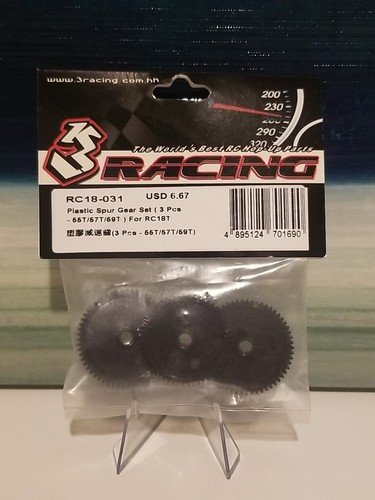 www.3racing.com.hk
200
230
260
290
320
The World's Best RC Hop-Up Parts
3RACING
RC18-031 USD 6.67
Plastic Spur Gear Set ( 3 Pcs
- 55T/57T/59T ) For RC18T
塑膠減速齒(3 Pcs - 55T/57T/59T)
4 895124 701690